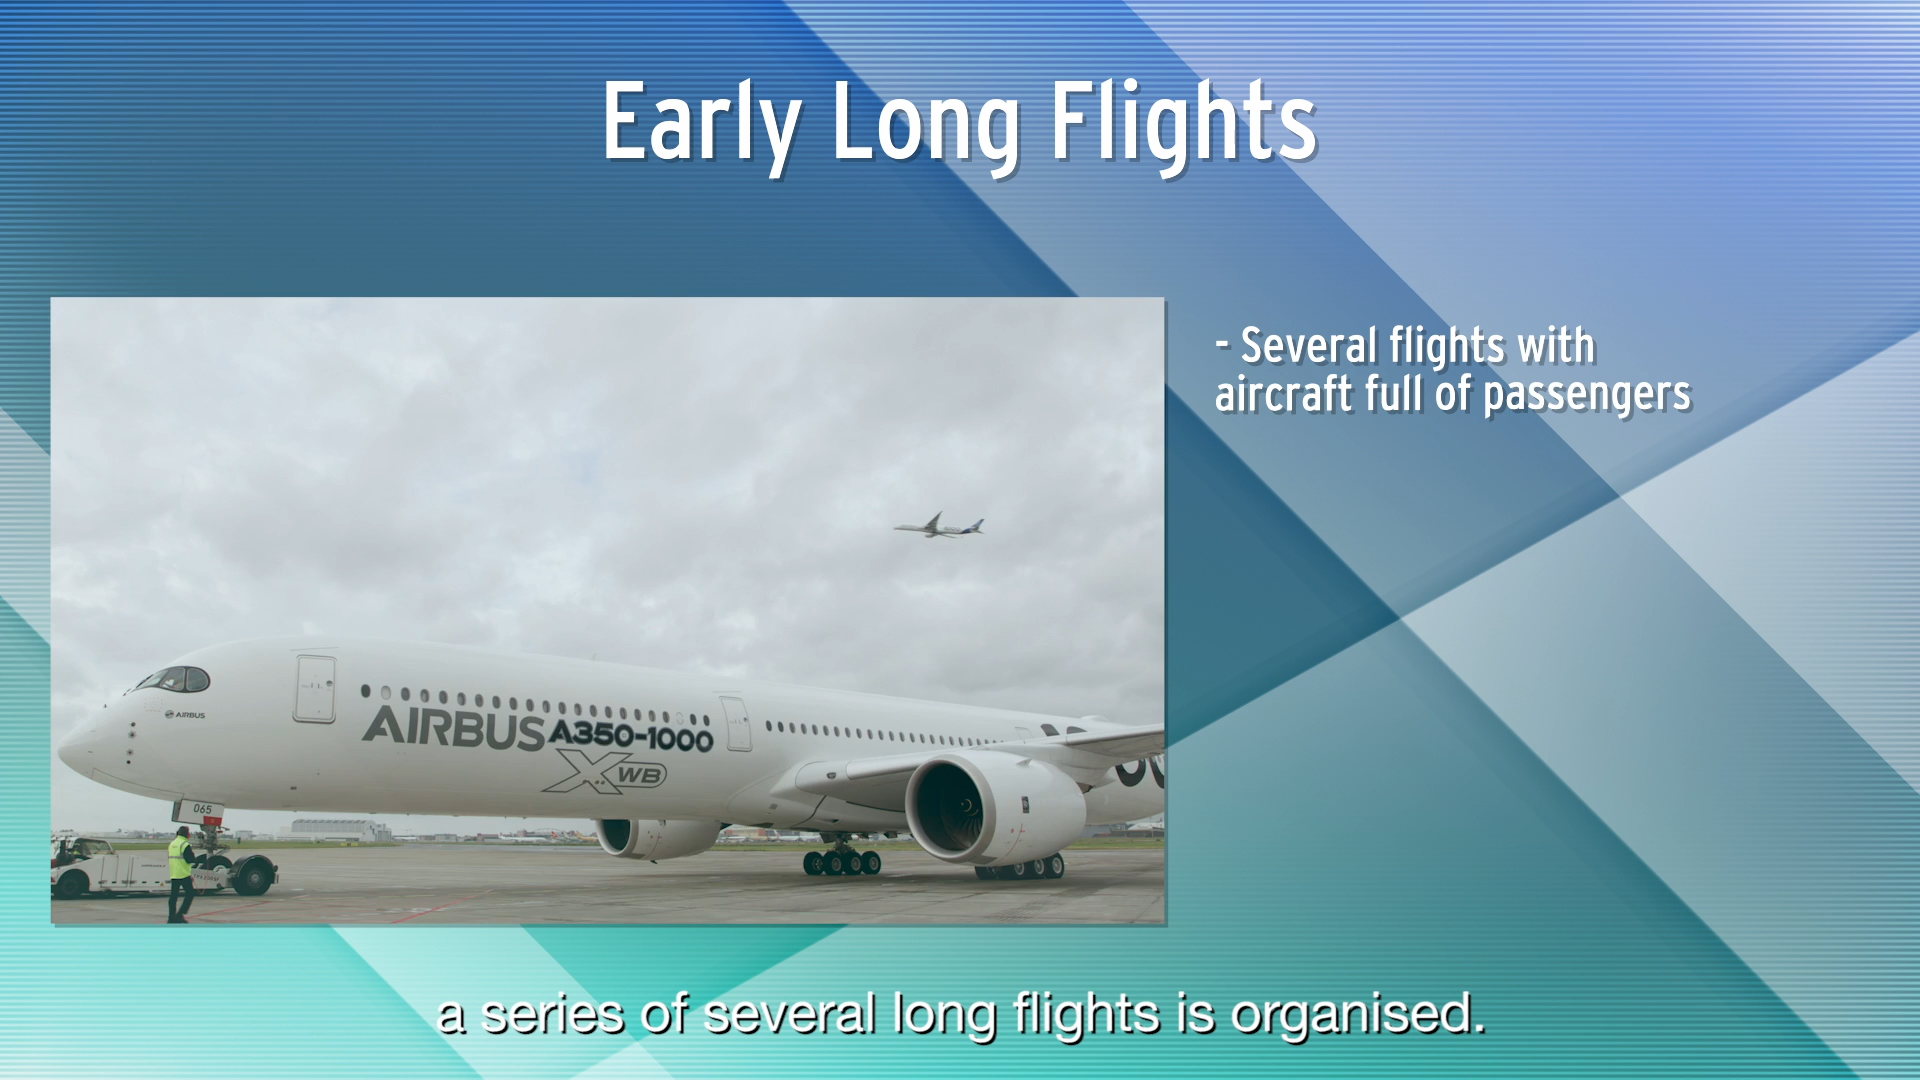 Early Long Flights
- Several flights with
aircraft full of passengers
AIRBUS
AIRBUS A350-1000
XWB
065
a series of several long flights is organised.